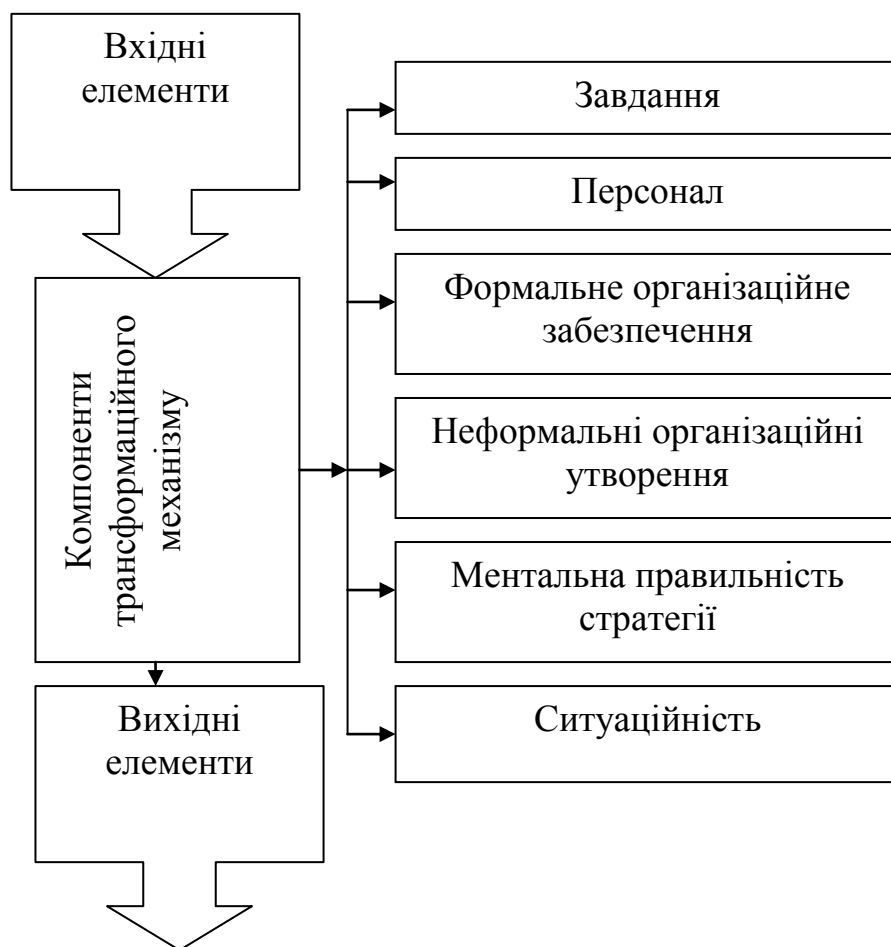 Вхідні
елементи
Компоненти
трансформаційного
механізму
Вихідні
елементи
Завдання
Персонал
Формальне організаційне
забезпечення
Неформальні організаційні
утворення
Ментальна правильність
стратегії
Ситуаційність